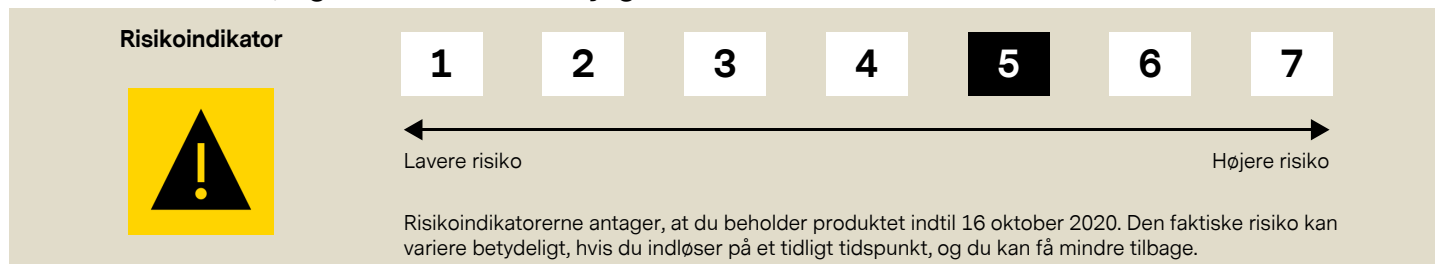 Risikoindikator
1 2 3 4 5 6 7
Lavere risiko Højere risiko
Risikoindikatorerne antager, at du beholder produktet indtil 16 oktober 2020. Den faktiske risiko kan
variere betydeligt, hvis du indløser på et tidligt tidspunkt, og du kan få mindre tilbage.